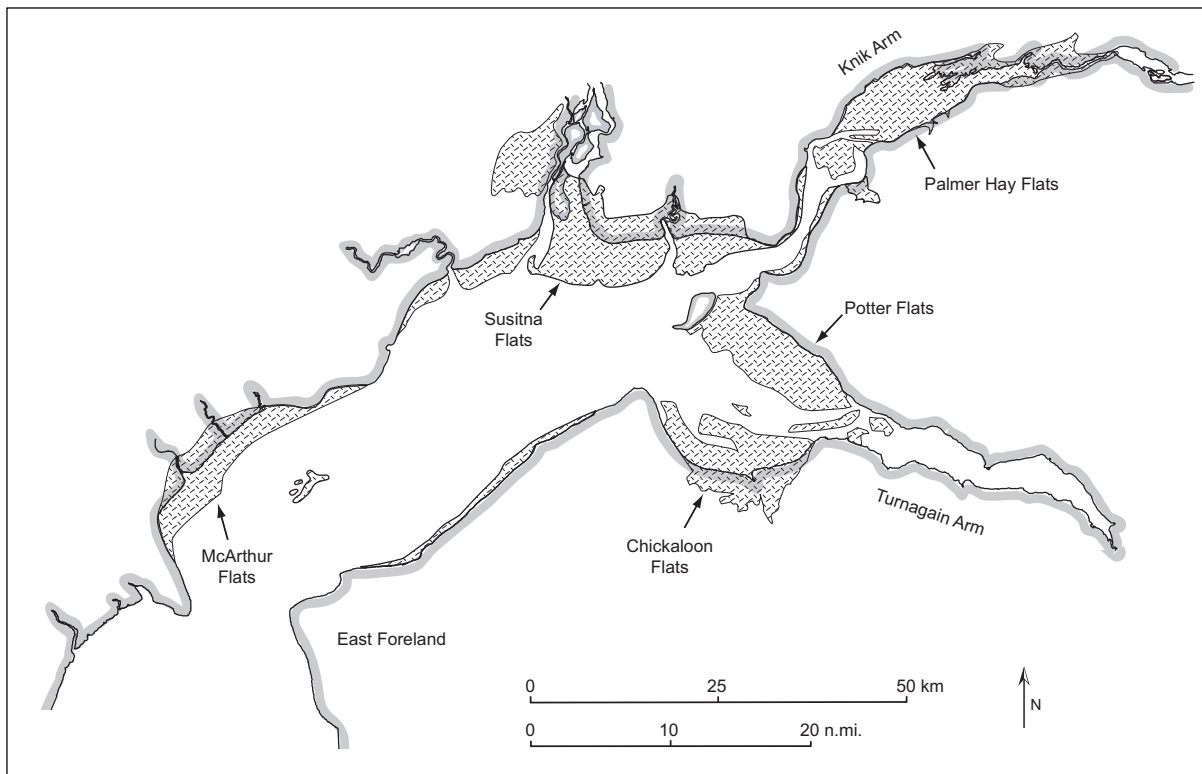 Knik Arm
Palmer Hay Flats
Susitna
Flats
Potter Flats
Turnagain Arm
McArthur
Flats
Chickaloon
Flats
East Foreland
0 25 50 km
0 10 20 n.mi.
N